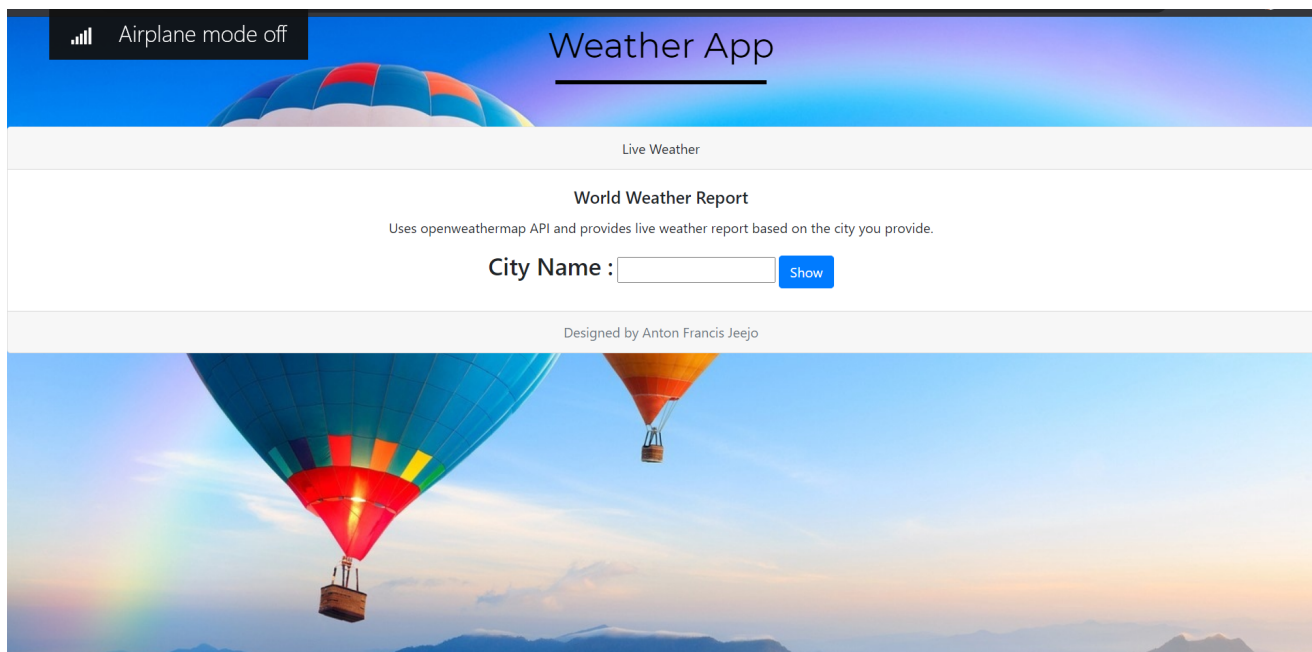 Airplane mode off
Weather App
Live Weather
World Weather Report
Uses openweathermap API and provides live weather report based on the city you provide.
City Name : Show
Designed by Anton Francis Jeejo